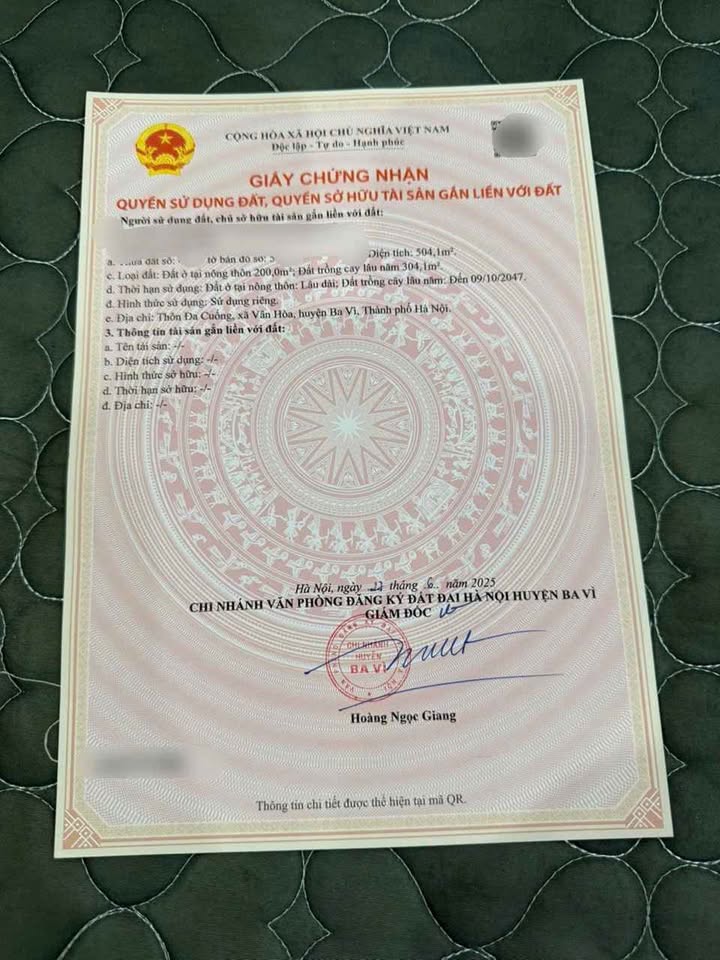 CỘNG HÒA XÃ HỘI CHỦ NGHĨA VIỆT NAM
Độc lập - Tự do - Hạnh phúc
GIẤY CHỨNG NHẬN
QUYỀN SỬ DỤNG ĐẤT, QUYỀN SỞ HỮU TÀI SẢN GẮN LIỀN VỚI ĐẤT
Người sử dụng đất, chủ sở hữu tài sản gắn liền với đất:
a. đất số: tờ bản đồ số: Diện tích: 504,1m².
c. Loại đất: Đất ở tại nông thôn 200,0m²; Đất trồng cây lâu năm 304,1m².
d. Thời hạn sử dụng: Đất ở tại nông thôn: Lâu dài; Đất trồng cây lâu năm: Đến 09/10/2047.
đ. Hình thức sử dụng: Sử dụng riêng.
e. Địa chỉ: Thôn Đa Cuống, xã Vân Hòa, huyện Ba Vì, Thành phố Hà Nội.
3. Thông tin tài sản gắn liền với đất:
a. Tên tài sản: -/-
b. Diện tích sử dụng: -/-
c. Hình thức sở hữu: -/-
d. Thời hạn sở hữu: -/-
đ. Địa chỉ: -/-
Hà Nội, ngày 27 tháng 6.. năm 2025
CHI NHÁNH VĂN PHÒNG ĐĂNG KÝ ĐẤT ĐAI HÀ NỘI HUYỆN BA VÌ
GIÁM ĐỐC
CHI NHÁNH
HUYỆN
BA VÌ
Hoàng Ngọc Giang
Thông tin chi tiết được thể hiện tại mã QR.